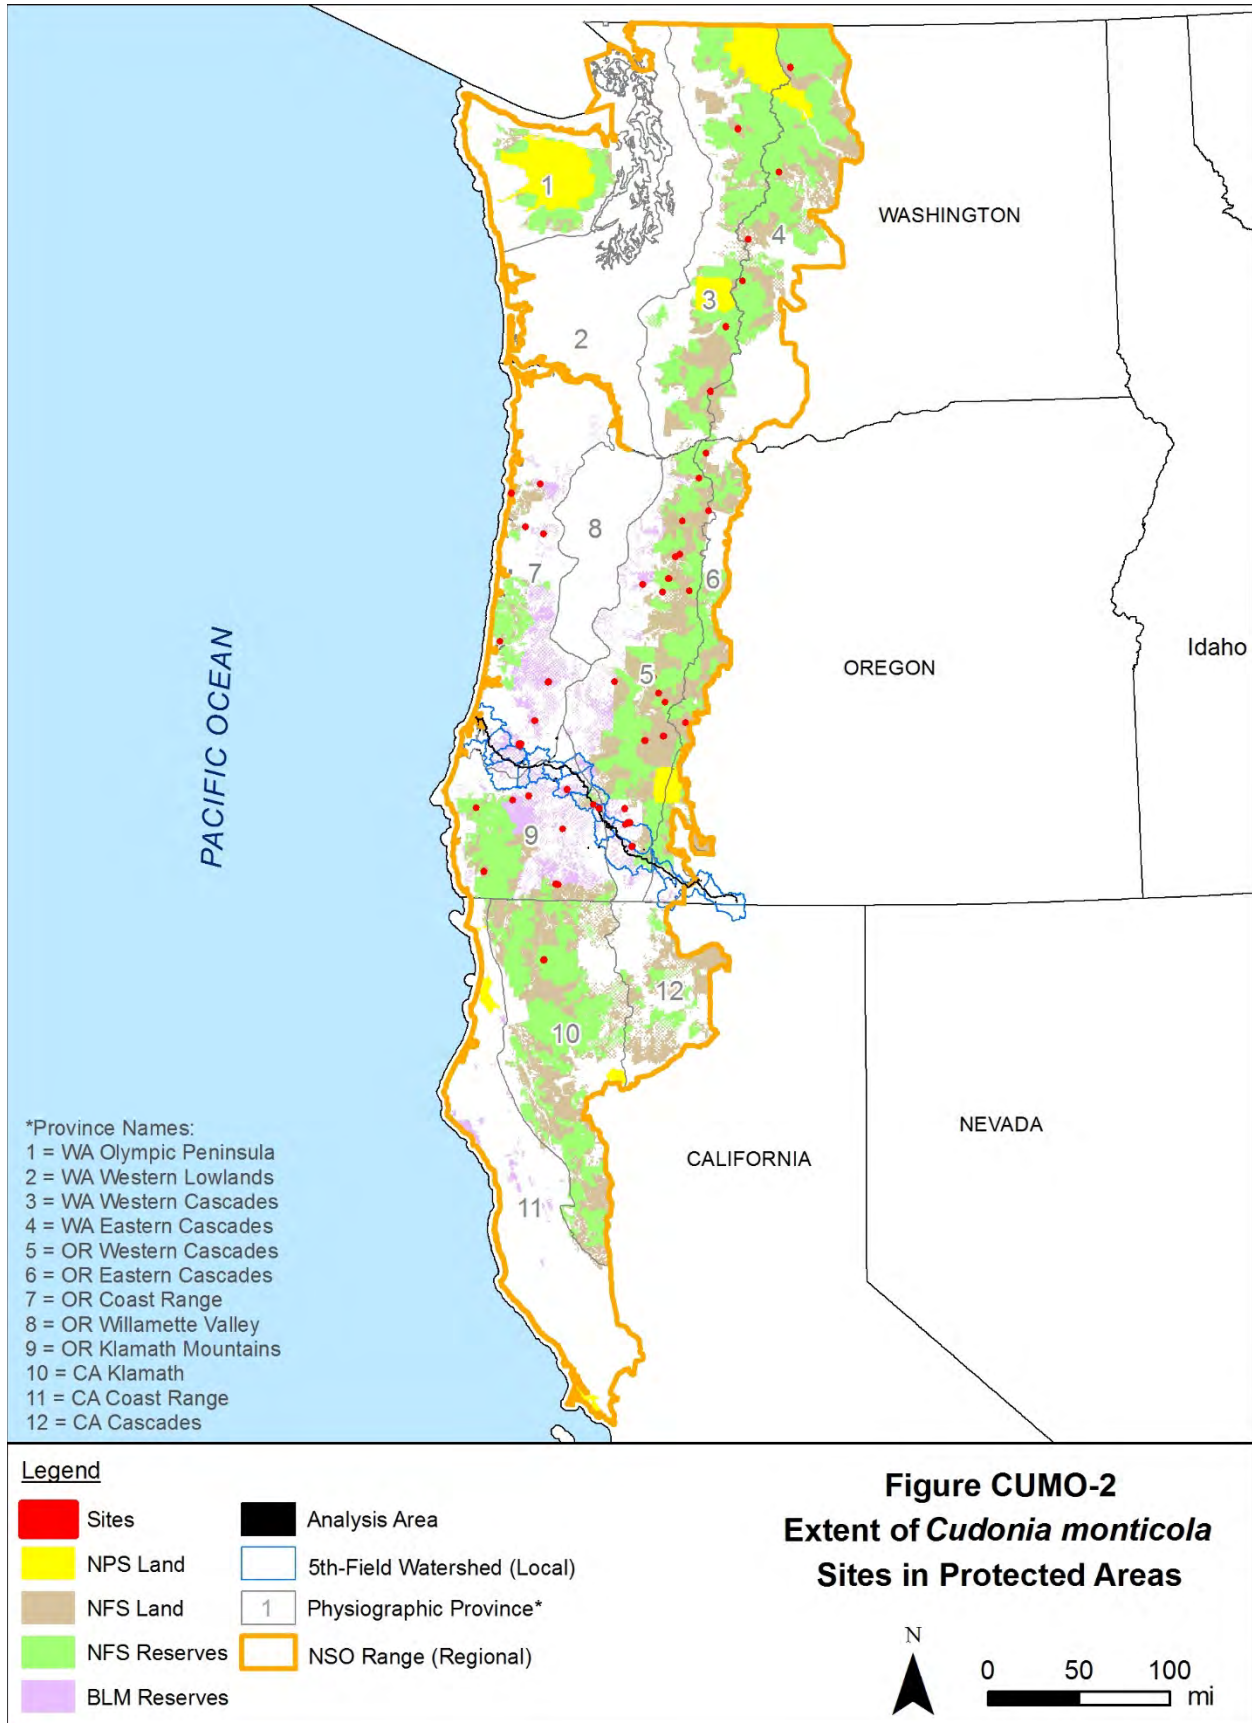 1
WASHINGTON
4
3
2
8
7
6
PACIFIC OCEAN
5
OREGON
Idaho
9
12
10
*Province Names:
1 = WA Olympic Peninsula
2 = WA Western Lowlands
3 = WA Western Cascades
4 = WA Eastern Cascades
5 = OR Western Cascades
6 = OR Eastern Cascades
7 = OR Coast Range
8 = OR Willamette Valley
9 = OR Klamath Mountains
10 = CA Klamath
11 = CA Coast Range
12 = CA Cascades
11
CALIFORNIA
NEVADA
Legend
Sites
NPS Land
NFS Land
NFS Reserves
BLM Reserves
Analysis Area
5th-Field Watershed (Local)
1 Physiographic Province*
NSO Range (Regional)
Figure CUMO-2
Extent of Cudonia monticola
Sites in Protected Areas
N
0 50 100
mi